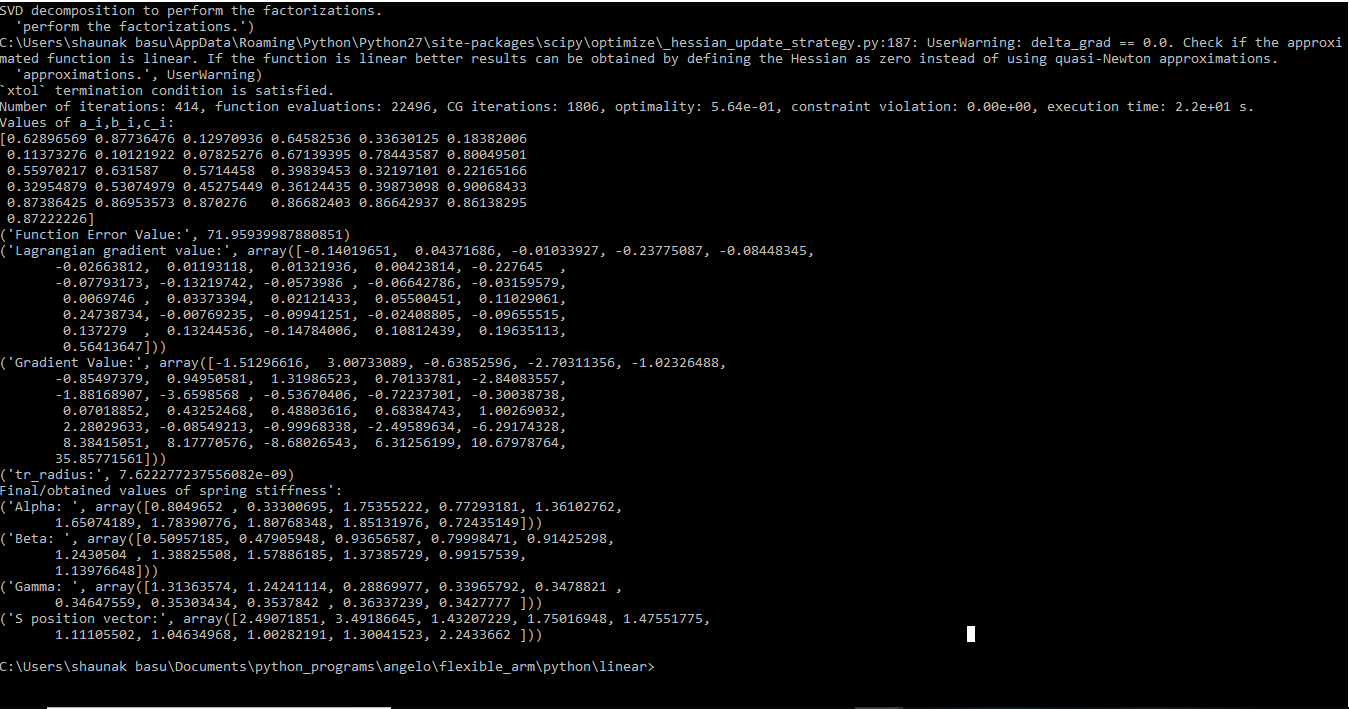 SVD decomposition to perform the factorizations.
  'perform the factorizations.')
C:\Users\shaunak basu\AppData\Roaming\Python\Python27\site-packages\scipy\optimize\_hessian_update_strategy.py:187: UserWarning: delta_grad == 0.0. Check if the approxi
mated function is linear. If the function is linear better results can be obtained by defining the Hessian as zero instead of using quasi-Newton approximations.
  'approximations.', UserWarning)
`xtol` termination condition is satisfied.
Number of iterations: 414, function evaluations: 22496, CG iterations: 1806, optimality: 5.64e-01, constraint violation: 0.00e+00, execution time: 2.2e+01 s.
Values of a_i,b_i,c_i:
[0.62896569 0.87736476 0.12970936 0.64582536 0.33630125 0.18382006
 0.11373276 0.10121922 0.07825276 0.67139395 0.78443587 0.80049501
 0.55970217 0.631587   0.5714458  0.39839453 0.32197101 0.22165166
 0.32954879 0.53074979 0.45275449 0.36124435 0.39873098 0.90068433
 0.87386425 0.86953573 0.870276   0.86682403 0.86642937 0.86138295
 0.87222226]
('Function Error Value:', 71.95939987880851)
('Lagrangian gradient value:', array([-0.14019651,  0.04371686, -0.01033927, -0.23775087, -0.08448345,
       -0.02663812,  0.01193118,  0.01321936,  0.00423814, -0.227645  ,
       -0.07793173, -0.13219742, -0.0573986 , -0.06642786, -0.03159579,
        0.0069746 ,  0.03373394,  0.02121433,  0.05500451,  0.11029061,
        0.24738734, -0.00769235, -0.09941251, -0.02408805, -0.09655515,
        0.137279  ,  0.13244536, -0.14784006,  0.10812439,  0.19635113,
        0.56413647]))
('Gradient Value:', array([-1.51296616,  3.00733089, -0.63852596, -2.70311356, -1.02326488,
       -0.85497379,  0.94950581,  1.31986523,  0.70133781, -2.84083557,
       -1.88168907, -3.6598568 , -0.53670406, -0.72237301, -0.30038738,
        0.07018852,  0.43252468,  0.48803616,  0.68384743,  1.00269032,
        2.28029633, -0.08549213, -0.99968338, -2.49589634, -6.29174328,
        8.38415051,  8.17770576, -8.68026543,  6.31256199, 10.67978764,
       35.85771561]))
('tr_radius:', 7.622277237556082e-09)
Final/obtained values of spring stiffness':
('Alpha: ', array([0.8049652 , 0.33300695, 1.75355222, 0.77293181, 1.36102762,
       1.65074189, 1.78390776, 1.80768348, 1.85131976, 0.72435149]))
('Beta: ', array([0.50957185, 0.47905948, 0.93656587, 0.79998471, 0.91425298,
       1.2430504 , 1.38825508, 1.57886185, 1.37385729, 0.99157539,
       1.13976648]))
('Gamma: ', array([1.31363574, 1.24241114, 0.28869977, 0.33965792, 0.3478821 ,
       0.34647559, 0.35303434, 0.3537842 , 0.36337239, 0.3427777 ]))
('S position vector:', array([2.49071851, 3.49186645, 1.43207229, 1.75016948, 1.47551775,
       1.11105502, 1.04634968, 1.00282191, 1.30041523, 2.2433662 ]))
C:\Users\shaunak basu\Documents\python_programs\angelo\flexible_arm\python\linear>